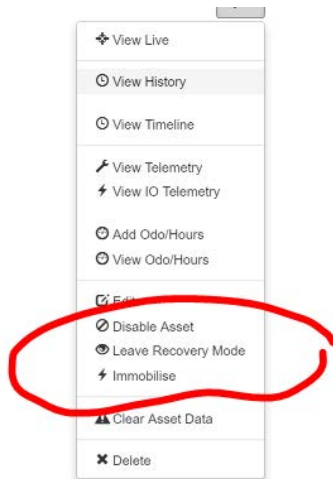 View Live
View History
View Timeline
View Telemetry
View IO Telemetry
Add Odo/Hours
View Odo/Hours
Edit
Disable Asset
Leave Recovery Mode
Immobilise
Clear Asset Data
Delete